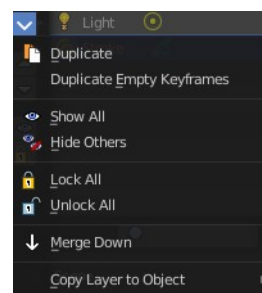 Light
Duplicate
Duplicate Empty Keyframes
Show All
Hide Others
Lock All
Unlock All
Merge Down
Copy Layer to Object